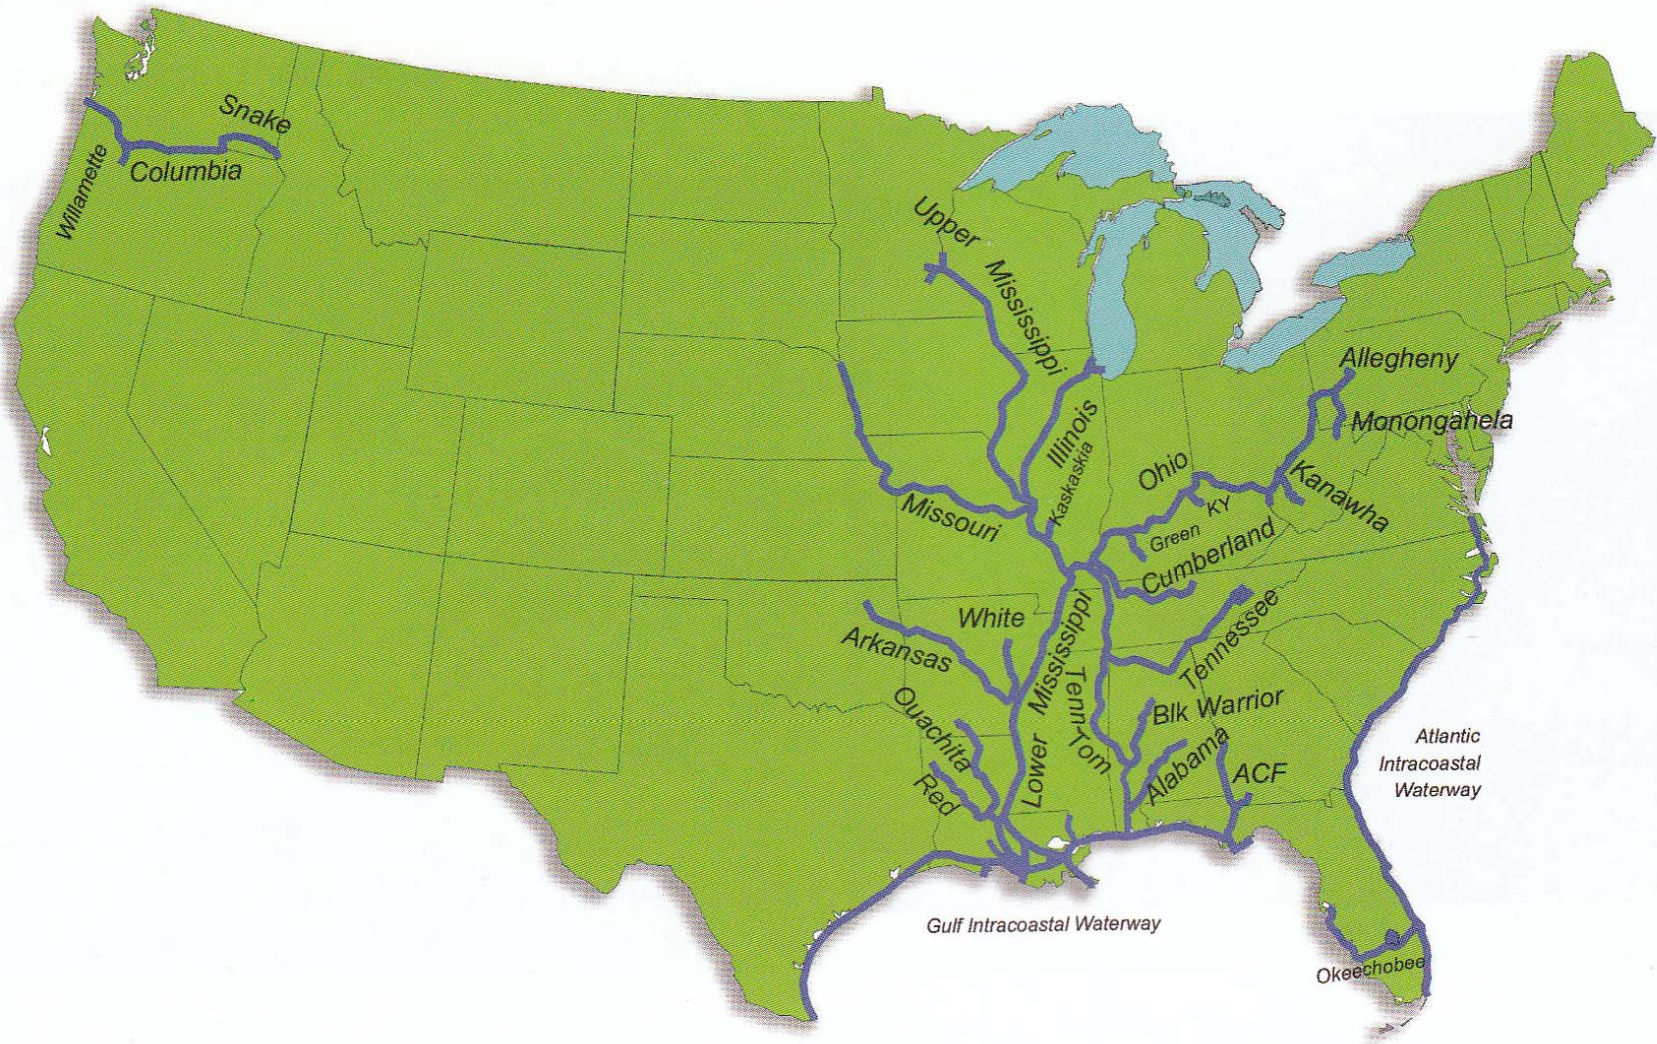 Snake
Columbia
Willamette
Upper
Mississippi
Illinois
Kaskaskia
Missouri
Allegheny
Monongahela
Ohio
Kanawha
KY
Green
Cumberland
Tennessee
White
Arkansas
Lower Mississippi
Tenn-Tom
Blk Warrior
Alabama
ACF
Ouachita
Red
Atlantic
Intracoastal
Waterway
Gulf Intracoastal Waterway
Okeechobee